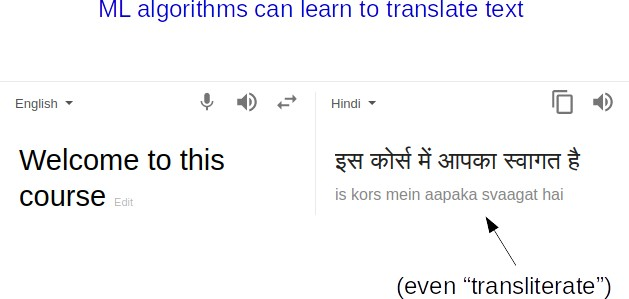 ML algorithms can learn to translate text
English
Hindi
Welcome to this
course Edit
इस कोर्स में आपका स्वागत है
is kors mein aapaka svaagat hai
(even “transliterate”)